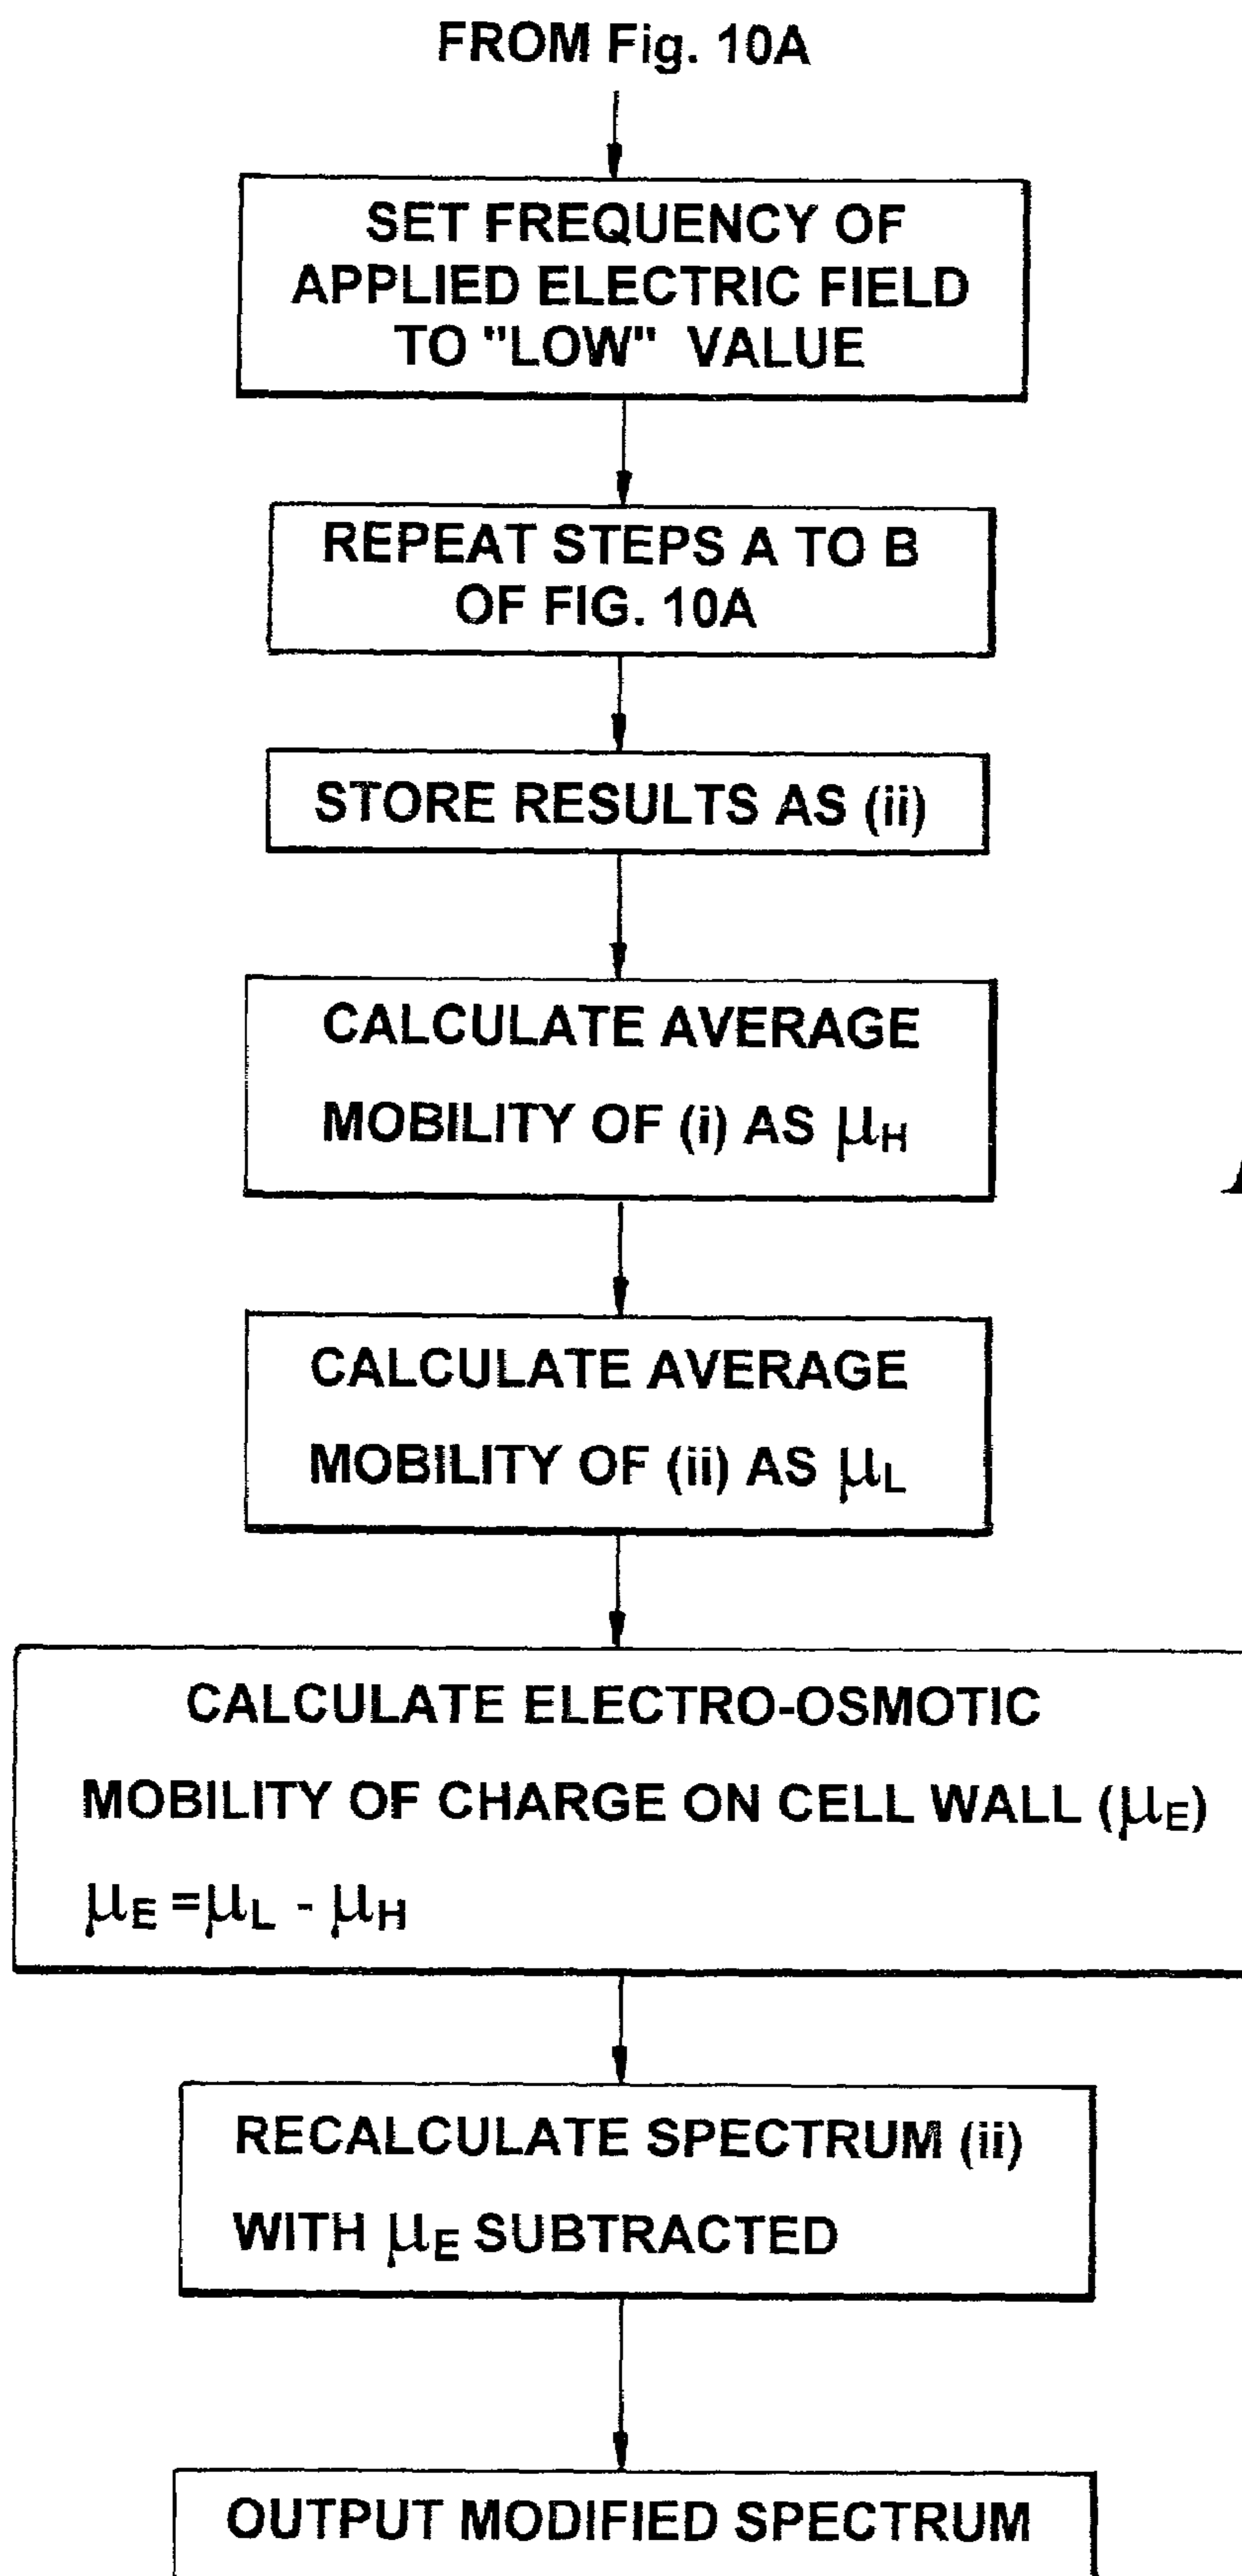 FROM Fig. 10A
SET FREQUENCY OF
APPLIED ELECTRIC FIELD
TO "LOW" VALUE
REPEAT STEPS A TO B
OF FIG. 10A
STORE RESULTS AS (ii)
CALCULATE AVERAGE
MOBILITY OF (i) AS μH
CALCULATE AVERAGE
MOBILITY OF (ii) AS μL
CALCULATE ELECTRO-OSMOTIC
MOBILITY OF CHARGE ON CELL WALL (μE)
μE = μL - μH
RECALCULATE SPECTRUM (ii)
WITH μE SUBTRACTED
OUTPUT MODIFIED SPECTRUM